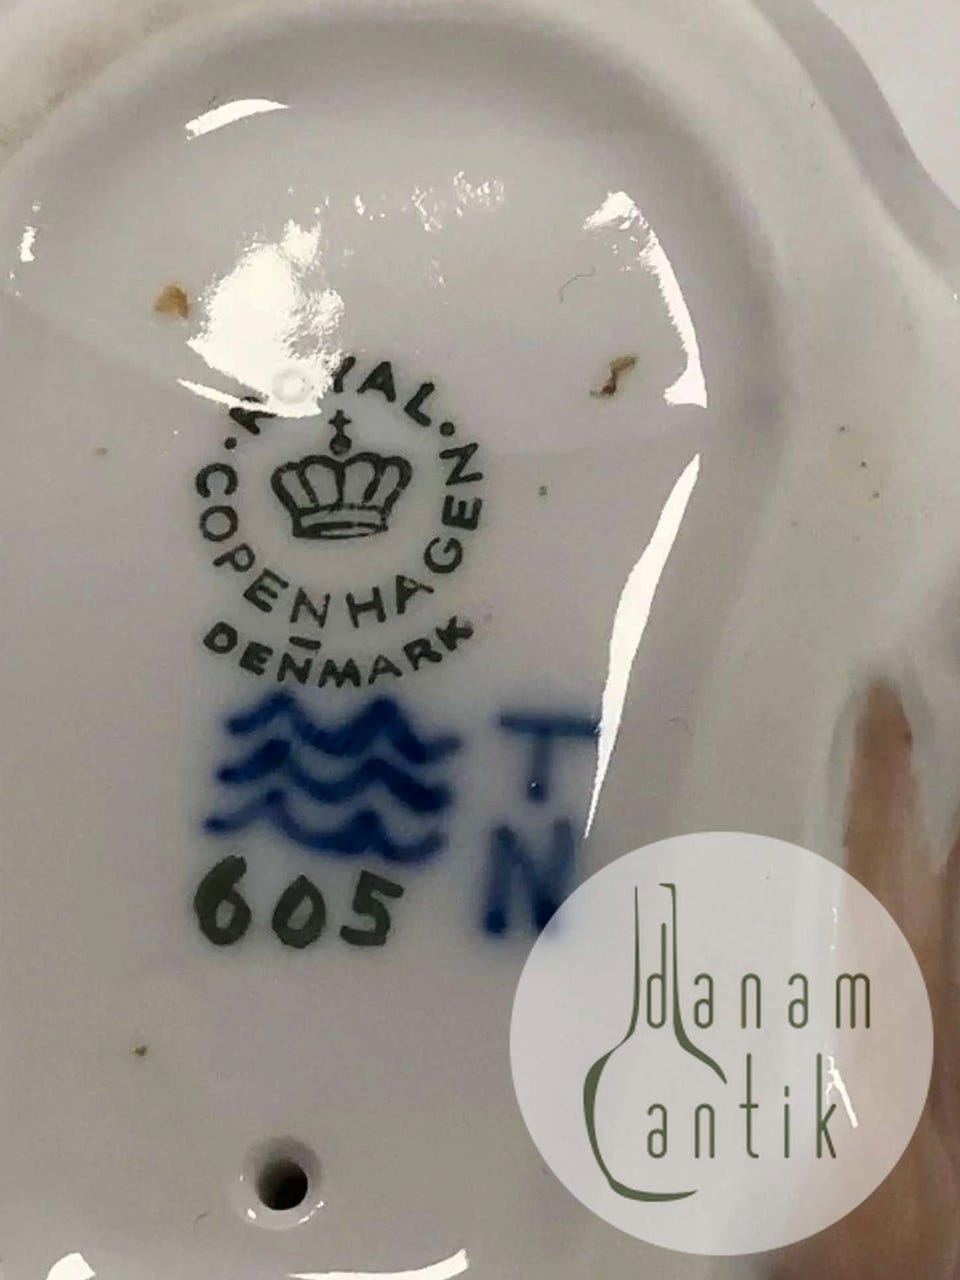 ROYAL
COPENHAGEN
DENMARK
T
N
605
danam
antik